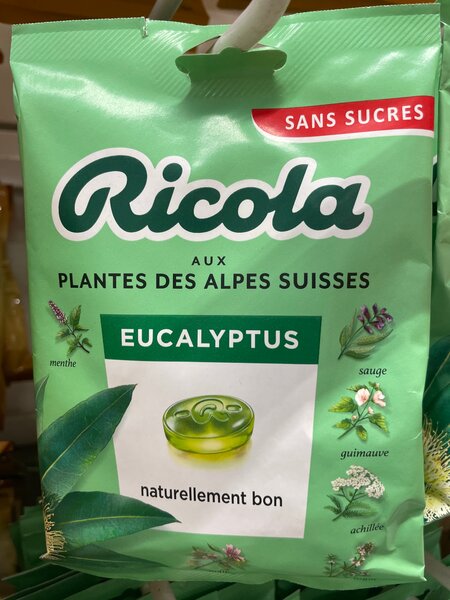 SANS SUCRES
Ricola
AUX
PLANTES DES ALPES SUISSES
EUCALYPTUS
menthe
sauge
guimauve
achillée
naturellement bon